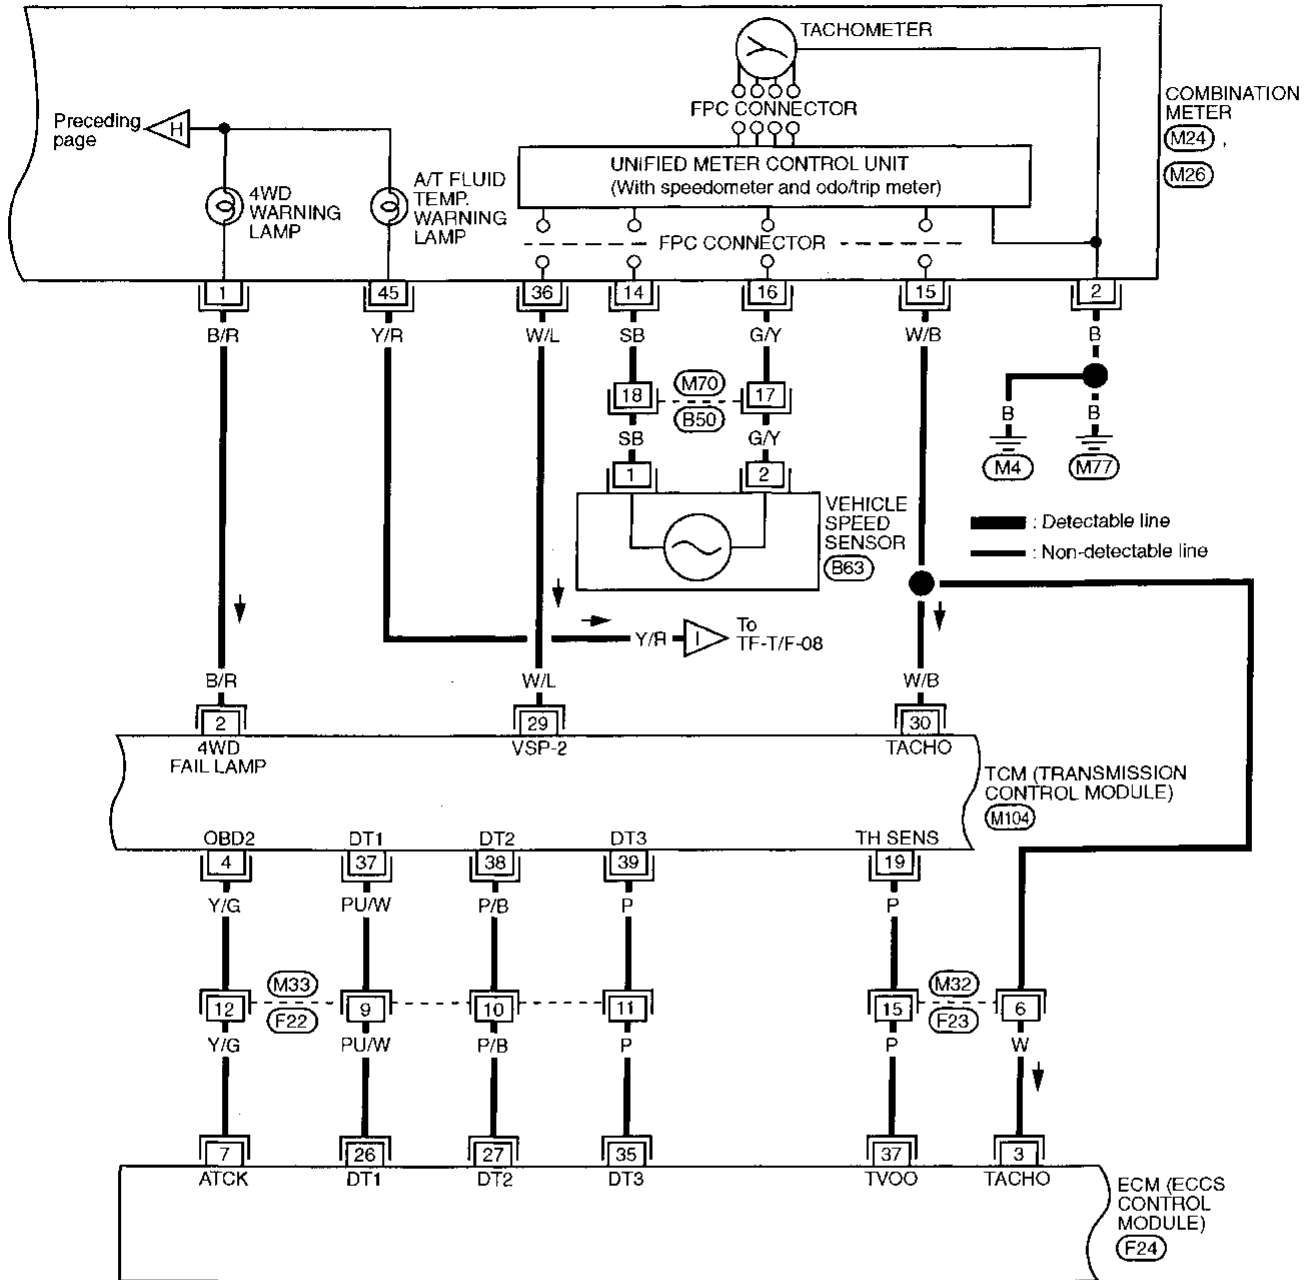 TACHOMETER
COMBINATION
METER
M24 ,
M26
FPC CONNECTOR
Preceding
page
H
UNIFIED METER CONTROL UNIT
(With speedometer and odo/trip meter)
4WD
WARNING
LAMP
A/T FLUID
TEMP.
WARNING
LAMP
FPC CONNECTOR
1 45 36 14 16 15 2
B/R Y/R W/L SB G/Y W/B B
18 M70 17
B50
B B
SB G/Y
M4 M77
1 2
VEHICLE
SPEED
SENSOR
B63
: Detectable line
: Non-detectable line
Y/R I To
TF-T/F-08
B/R W/L W/B
2 29 30
4WD
FAIL LAMP
VSP-2 TACHO
TCM (TRANSMISSION
CONTROL MODULE)
M104
OBD2 DT1 DT2 DT3 TH SENS
4 37 38 39 19
Y/G PU/W P/B P P
M33 M32
12 9 10 11 15 6
F22 F23
Y/G PU/W P/B P P W
7 26 27 35 37 3
ATCK DT1 DT2 DT3 TVOO TACHO
ECM (ECCS
CONTROL
MODULE)
F24